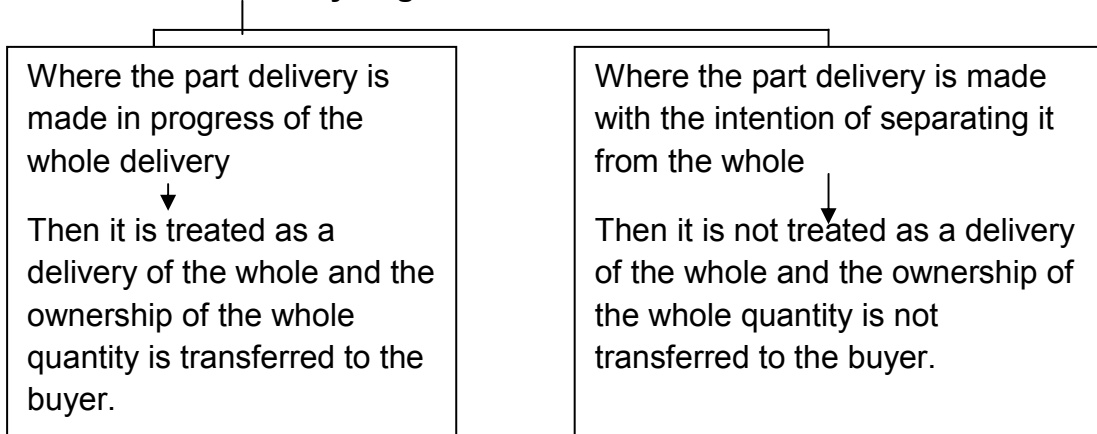 Where the part delivery is
made in progress of the
whole delivery
Then it is treated as a
delivery of the whole and the
ownership of the whole
quantity is transferred to the
buyer.
Where the part delivery is made
with the intention of separating it
from the whole
Then it is not treated as a delivery
of the whole and the ownership of
the whole quantity is not
transferred to the buyer.